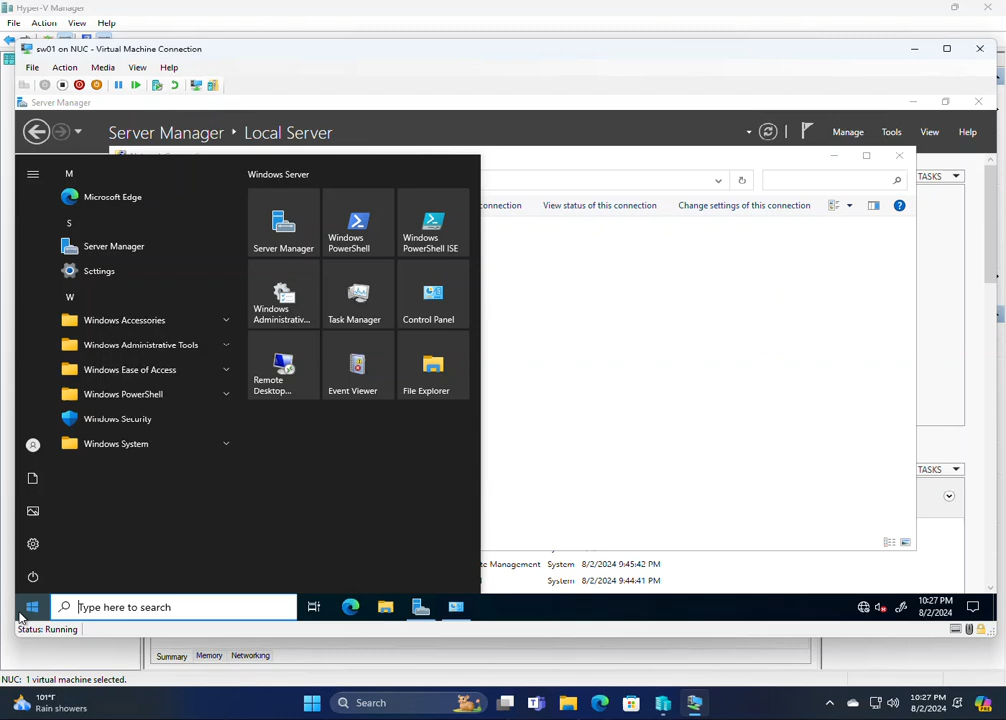 Hyper-V Manager
File Action View Help
sw01 on NUC - Virtual Machine Connection
File Action Media View Help
Server Manager
Server Manager Local Server
Manage Tools View Help
M
Windows Server
TASKS
Microsoft Edge
connection View status of this connection Change settings of this connection
S
Server Manager
Windows PowerShell
Windows PowerShell ISE
Server Manager
Settings
W
Windows Administrativ...
Task Manager
Control Panel
Windows Accessories
Windows Administrative Tools
Windows Ease of Access
Remote Desktop...
Event Viewer
File Explorer
Windows PowerShell
Windows Security
Windows System
TASKS
te Management System 8/2/2024 9:45:42 PM
System 8/2/2024 9:44:41 PM
Type here to search
10:27 PM
8/2/2024
Status: Running
Summary Memory Networking
NUC: 1 virtual machine selected.
101°F
Rain showers
Search
10:27 PM
8/2/2024